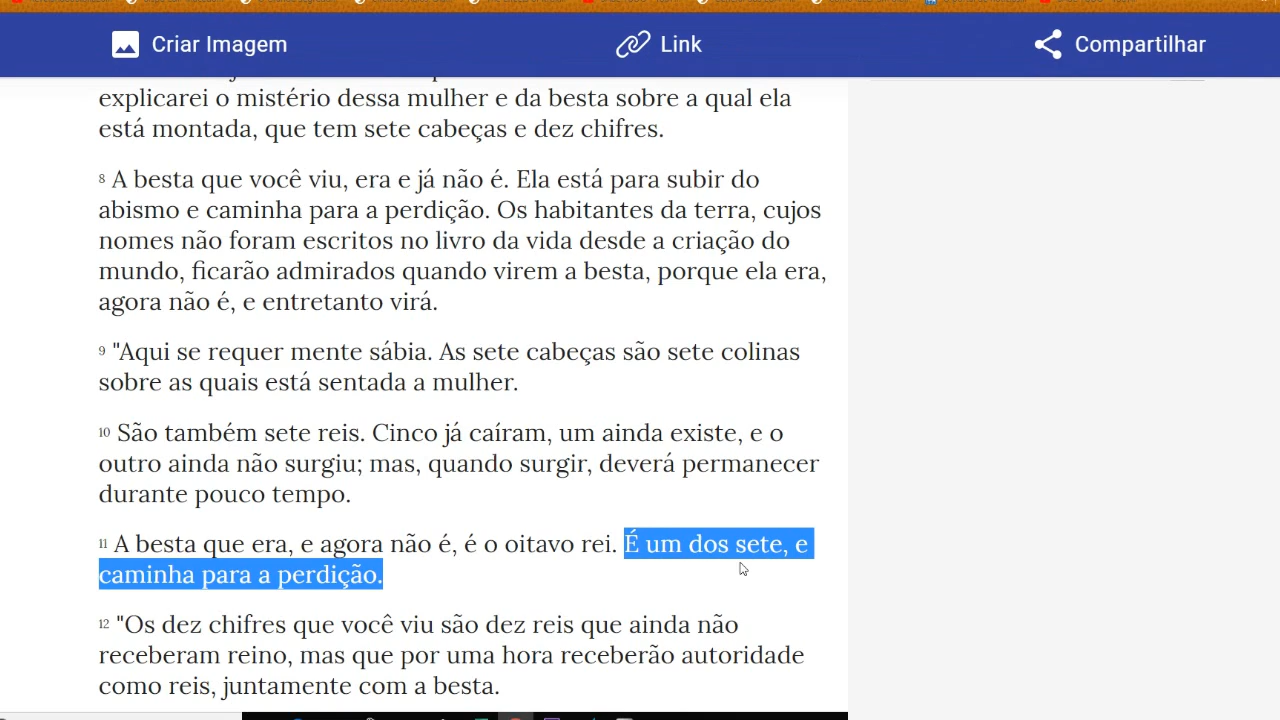 Criar Imagem
Link
Compartilhar
explicarei o mistério dessa mulher e da besta sobre a qual ela
está montada, que tem sete cabeças e dez chifres.
8 A besta que você viu, era e já não é. Ela está para subir do
abismo e caminha para a perdição. Os habitantes da terra, cujos
nomes não foram escritos no livro da vida desde a criação do
mundo, ficarão admirados quando virem a besta, porque ela era,
agora não é, e entretanto virá.
9 "Aqui se requer mente sábia. As sete cabeças são sete colinas
sobre as quais está sentada a mulher.
10 São também sete reis. Cinco já caíram, um ainda existe, e o
outro ainda não surgiu; mas, quando surgir, deverá permanecer
durante pouco tempo.
11 A besta que era, e agora não é, é o oitavo rei. É um dos sete, e
caminha para a perdição.
12 "Os dez chifres que você viu são dez reis que ainda não
receberam reino, mas que por uma hora receberão autoridade
como reis, juntamente com a besta.